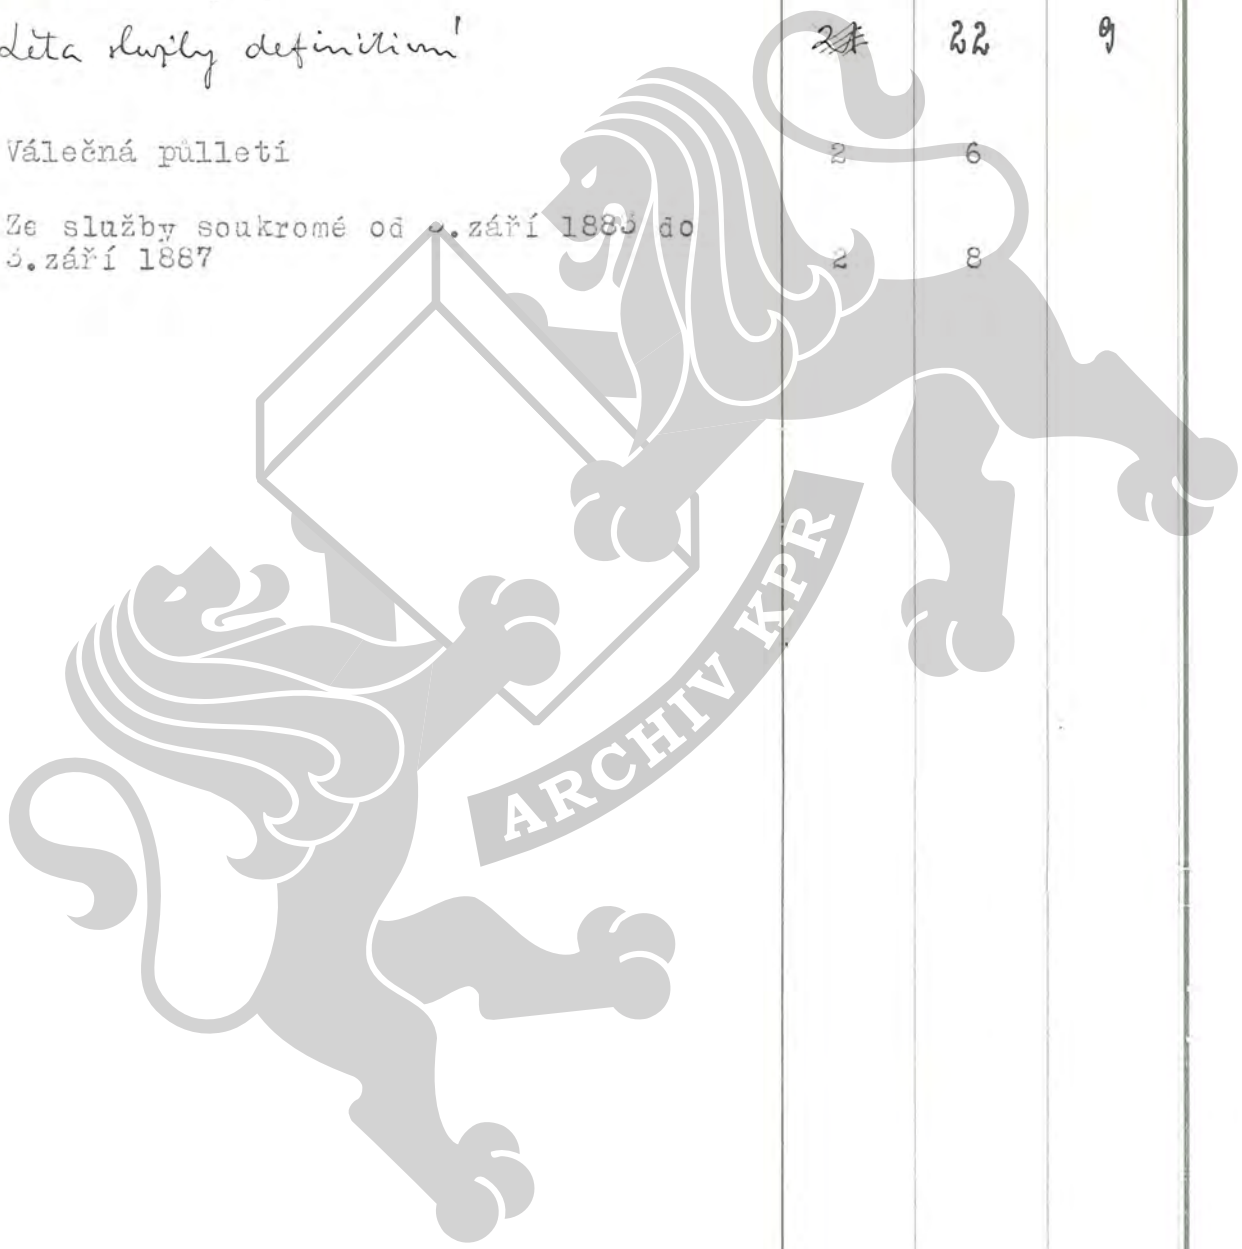 Léta služby definitivní 22 9
Válečná půlletí 2 6
Ze služby soukromé od .září 188 do
.září 1887 2 8
ARCHIV KPR